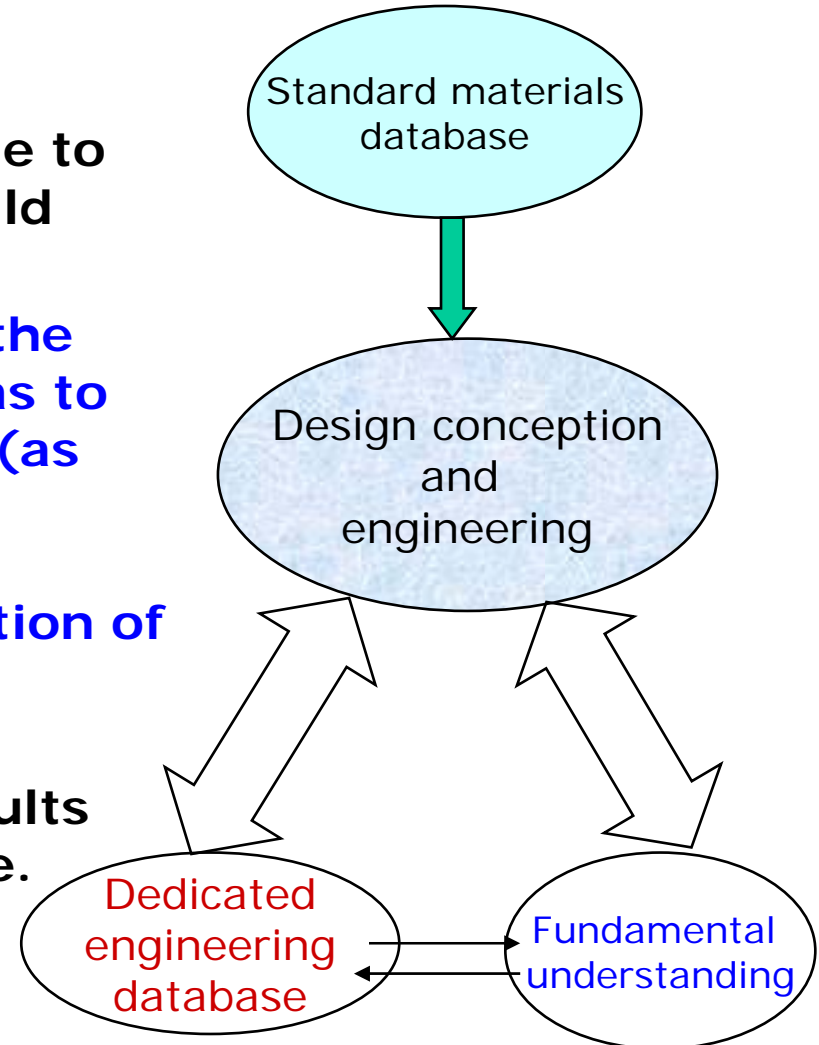 Standard materials
database
e to
ld
the
ns to
(as
Design conception
and
engineering
tion of
ults
e.
Dedicated
engineering
database
Fundamental
understanding